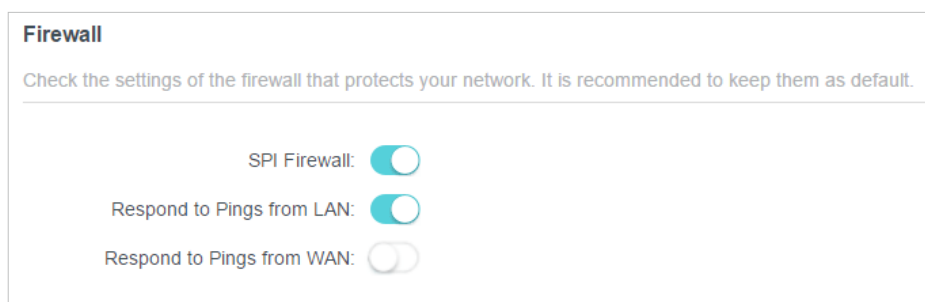 Firewall
Check the settings of the firewall that protects your network. It is recommended to keep them as default.
SPI Firewall:
Respond to Pings from LAN:
Respond to Pings from WAN: